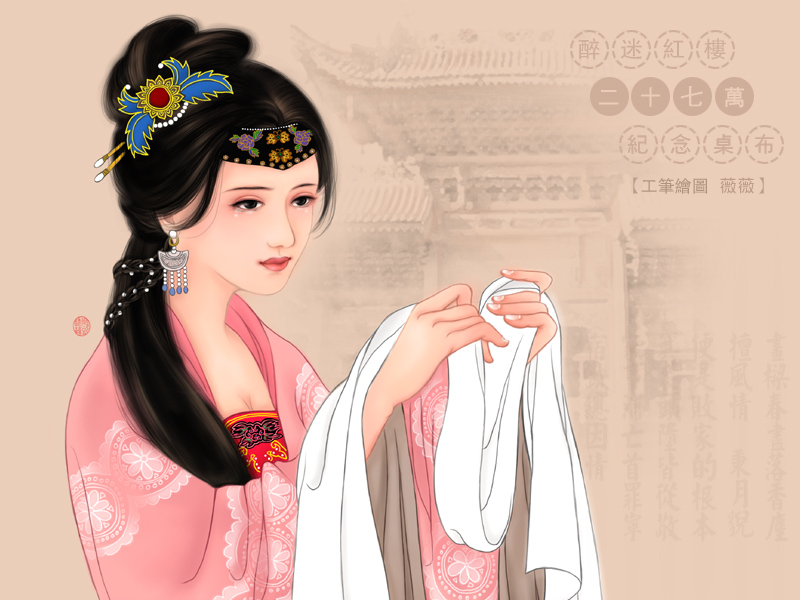 醉迷紅樓
二十七萬
紀念桌布
【工筆繪圖 薇薇】
畫樑春盡落香塵
擅風情 秉月貌
便是敗家的根本